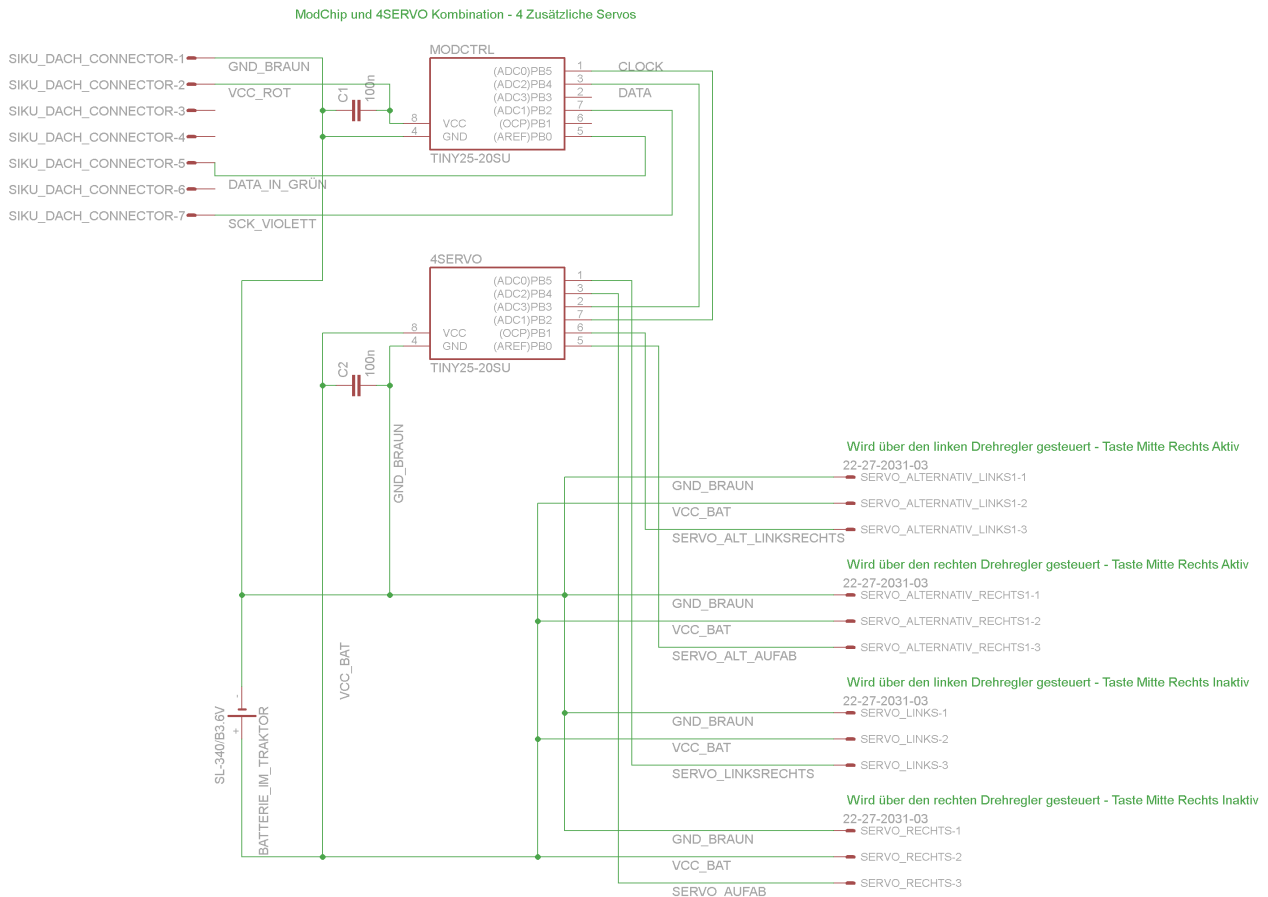 ModChip und 4SERVO Kombination - 4 Zusätzliche Servos
SIKU_DACH_CONNECTOR-1
GND_BRAUN
SIKU_DACH_CONNECTOR-2
VCC_ROT
SIKU_DACH_CONNECTOR-3
SIKU_DACH_CONNECTOR-4
SIKU_DACH_CONNECTOR-5
DATA_IN_GRÜN
SIKU_DACH_CONNECTOR-6
SIKU_DACH_CONNECTOR-7
SCK_VIOLETT
C1
100n
MODCTRL
(ADC0)PB5 1 CLOCK
(ADC2)PB4 3
(ADC3)PB3 2 DATA
(ADC1)PB2 7
8 VCC (OCP)PB1 6
4 GND (AREF)PB0 5
TINY25-20SU
4SERVO
(ADC0)PB5 1
(ADC2)PB4 3
(ADC3)PB3 2
(ADC1)PB2 7
8 VCC (OCP)PB1 6
4 GND (AREF)PB0 5
TINY25-20SU
C2
100n
GND_BRAUN
VCC_BAT
-
+
SL-340/B3.6V
BATTERIE_IM_TRAKTOR
Wird über den linken Drehregler gesteuert - Taste Mitte Rechts Aktiv
22-27-2031-03
GND_BRAUN SERVO_ALTERNATIV_LINKS1-1
VCC_BAT SERVO_ALTERNATIV_LINKS1-2
SERVO_ALT_LINKSRECHTS SERVO_ALTERNATIV_LINKS1-3
Wird über den rechten Drehregler gesteuert - Taste Mitte Rechts Aktiv
22-27-2031-03
GND_BRAUN SERVO_ALTERNATIV_RECHTS1-1
VCC_BAT SERVO_ALTERNATIV_RECHTS1-2
SERVO_ALT_AUFAB SERVO_ALTERNATIV_RECHTS1-3
Wird über den linken Drehregler gesteuert - Taste Mitte Rechts Inaktiv
22-27-2031-03
GND_BRAUN SERVO_LINKS-1
VCC_BAT SERVO_LINKS-2
SERVO_LINKSRECHTS SERVO_LINKS-3
Wird über den rechten Drehregler gesteuert - Taste Mitte Rechts Inaktiv
22-27-2031-03
GND_BRAUN SERVO_RECHTS-1
VCC_BAT SERVO_RECHTS-2
SERVO_AUFAB SERVO_RECHTS-3